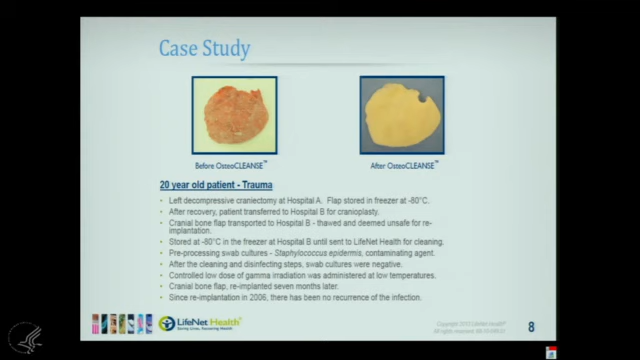 Case Study
Before OsteoCLEANSE™
After OsteoCLEANSE™
20 year old patient - Trauma
• Left decompressive craniectomy at Hospital A. Flap stored in freezer at -80°C.
• After recovery, patient transferred to Hospital B for cranioplasty.
• Cranial bone flap transported to Hospital B - thawed and deemed unsafe for re-
implantation.
• Stored at -80°C in the freezer at Hospital B until sent to LifeNet Health for cleaning.
• Pre-processing swab cultures - Staphylococcus epidermis, contaminating agent.
• After the cleaning and disinfecting steps, swab cultures were negative.
• Controlled low dose of gamma irradiation was administered at low temperatures.
• Cranial bone flap re-implanted seven months later.
• Since re-implantation in 2006, there has been no recurrence of the infection.
LifeNet Health
Saving Lives. Restoring Health.
8